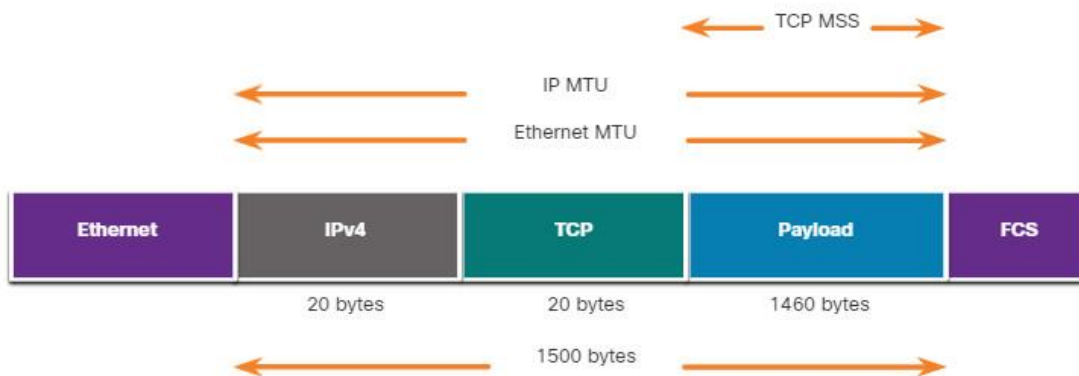 TCP MSS
IP MTU
Ethernet MTU
Ethernet IPv4 TCP Payload FCS
20 bytes 20 bytes 1460 bytes
1500 bytes